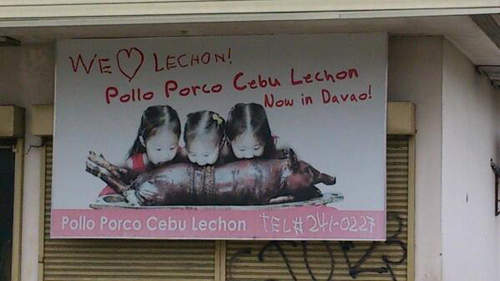 WE ♡ LECHON!
Pollo Porco Cebu Lechon
Now in Davao!
Pollo Porco Cebu Lechon TEL# 241-0227